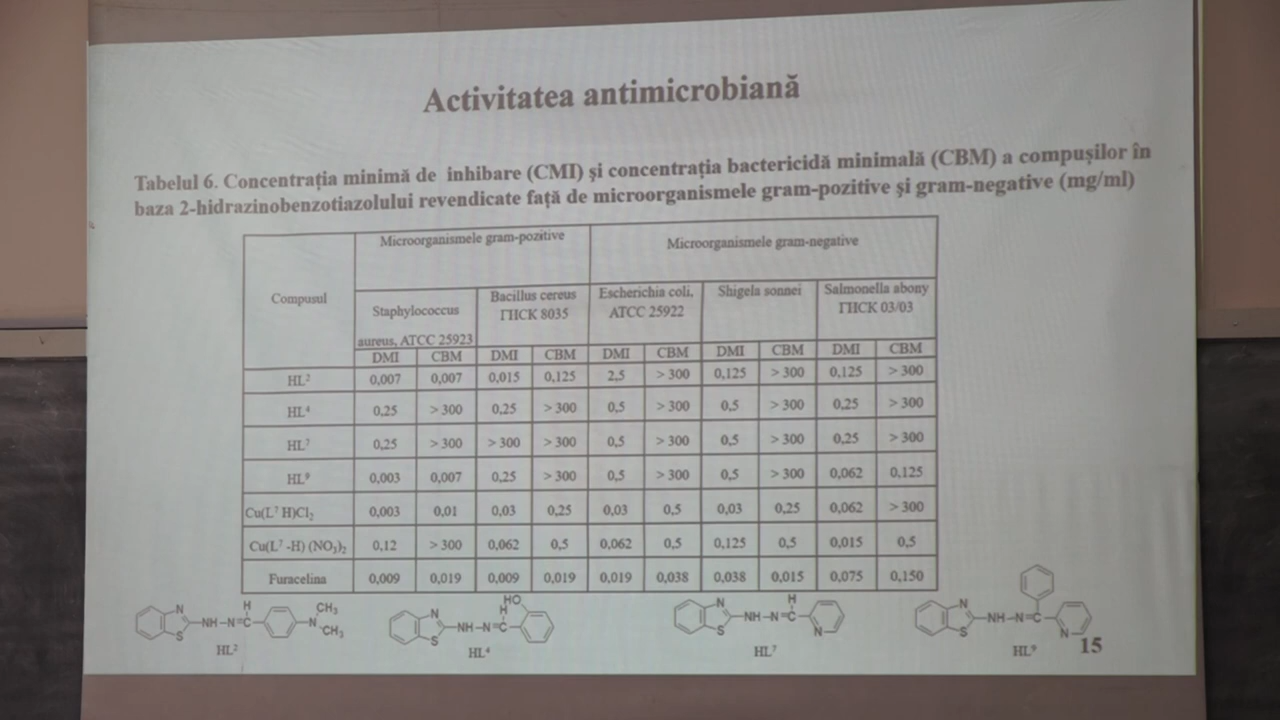 Activitatea antimicrobiană
Tabelul 6. Concentrația minimă de inhibare (CMI) și concentrația bactericidă minimală (CBM) a compușilor în
baza 2-hidrazinobenzotiazolului revendicate față de microorganismele gram-pozitive și gram-negative (mg/ml)
Compusul Microorganismele gram-pozitive Microorganismele gram-negative
Staphylococcus aureus, ATCC 25923 Bacillus cereus ГИСК 8035 Escherichia coli, ATCC 25922 Shigela sonnei Salmonella abony ГИСК 03/03
DMI CBM DMI CBM DMI CBM DMI CBM DMI CBM
HL² 0,007 0,007 0,015 0,125 2,5 > 300 0,125 > 300 0,125 > 300
HL⁴ 0,25 > 300 0,25 > 300 0,5 > 300 0,5 > 300 0,25 > 300
HL⁷ 0,25 > 300 > 300 > 300 0,5 > 300 0,5 > 300 0,25 > 300
HL⁹ 0,003 0,007 0,25 > 300 0,5 > 300 0,5 > 300 0,062 0,125
Cu(L⁷ H)Cl₂ 0,003 0,01 0,03 0,25 0,03 0,5 0,03 0,25 0,062 > 300
Cu(L⁷ -H) (NO₃)₂ 0,12 > 300 0,062 0,5 0,062 0,5 0,125 0,5 0,015 0,5
Furacelina 0,009 0,019 0,009 0,019 0,019 0,038 0,038 0,015 0,075 0,150
N S NH-N=C H N CH₃ CH₃
N S NH-N=C H HO
N S NH-N=C H N
N S NH-N=C N
HL² HL⁴ HL⁷ HL⁹ 15